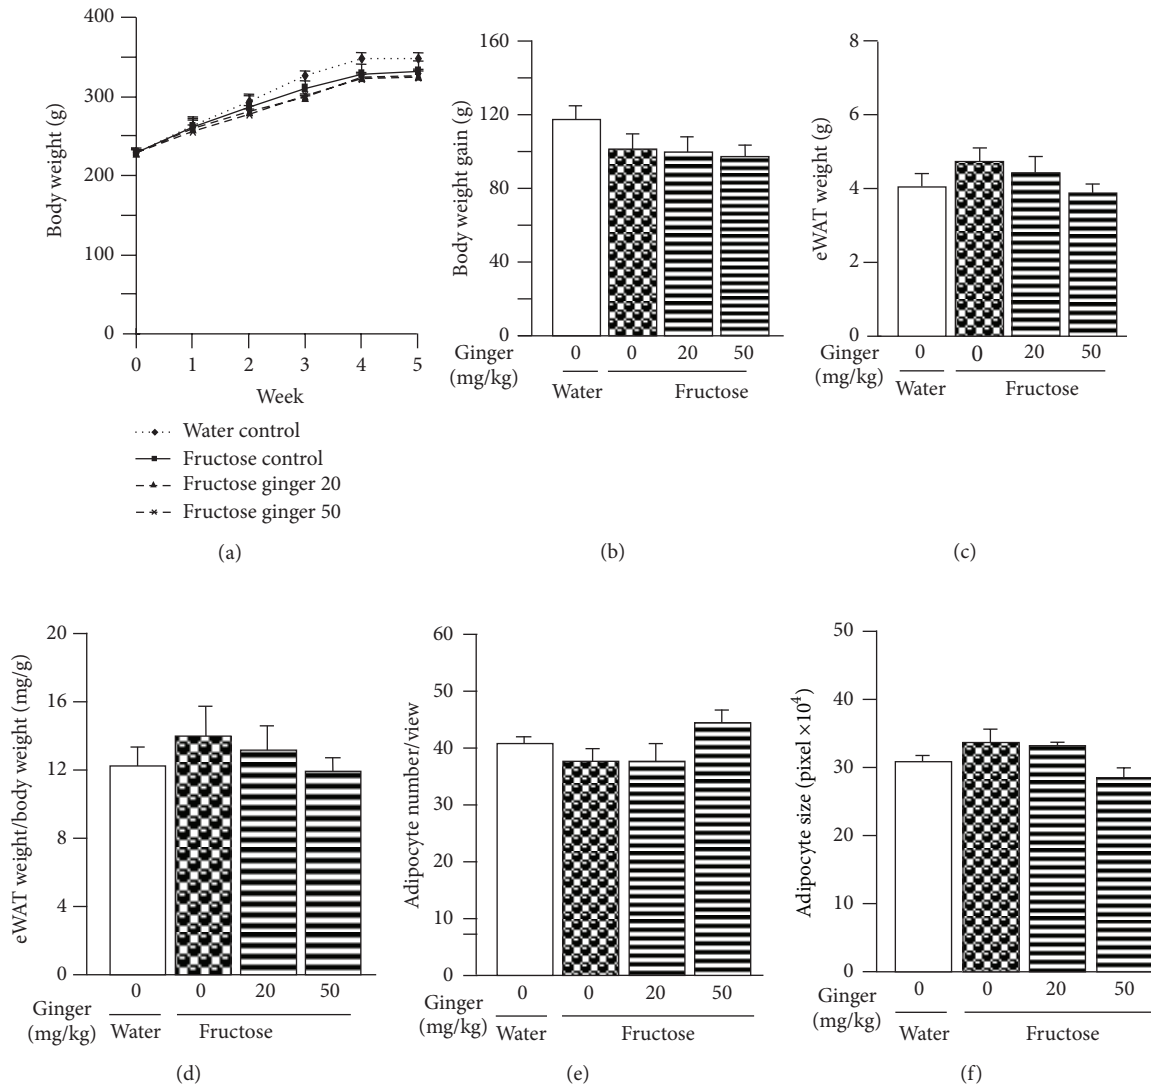 400
300
200
100
0
Body weight (g)
0 1 2 3 4 5
Week
Water control
Fructose control
Fructose ginger 20
Fructose ginger 50
(a)
160
120
80
40
0
Body weight gain (g)
Ginger 0 0 20 50
(mg/kg)
Water Fructose
(b)
8
6
4
2
0
eWAT weight (g)
Ginger 0 0 20 50
(mg/kg)
Water Fructose
(c)
20
16
12
8
4
0
eWAT weight/body weight (mg/g)
0 0 20 50
Ginger
(mg/kg) Water Fructose
(d)
60
50
40
30
20
10
0
Adipocyte number/view
0 0 20 50
Ginger
(mg/kg) Water Fructose
(e)
50
40
30
20
10
0
Adipocyte size (pixel ×10⁴)
0 0 20 50
Ginger
(mg/kg) Water Fructose
(f)